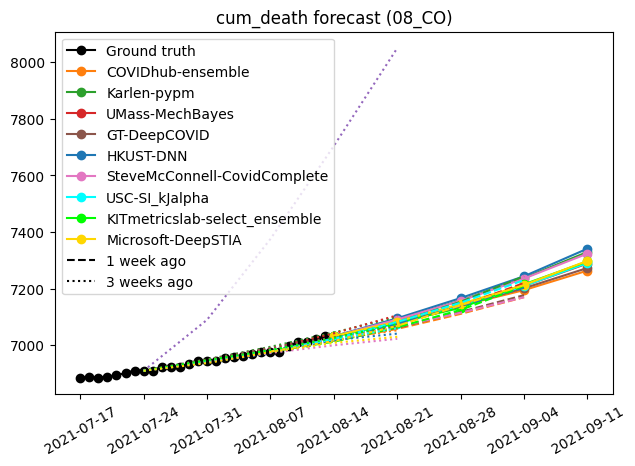 cum_death forecast (08_CO)
8000
7800
7600
7400
7200
7000
Ground truth
COVIDhub-ensemble
Karlen-pypm
UMass-MechBayes
GT-DeepCOVID
HKUST-DNN
SteveMcConnell-CovidComplete
USC-SI_kJalpha
KITmetricslab-select_ensemble
Microsoft-DeepSTIA
1 week ago
3 weeks ago
2021-07-17
2021-07-24
2021-07-31
2021-08-07
2021-08-14
2021-08-21
2021-08-28
2021-09-04
2021-09-11